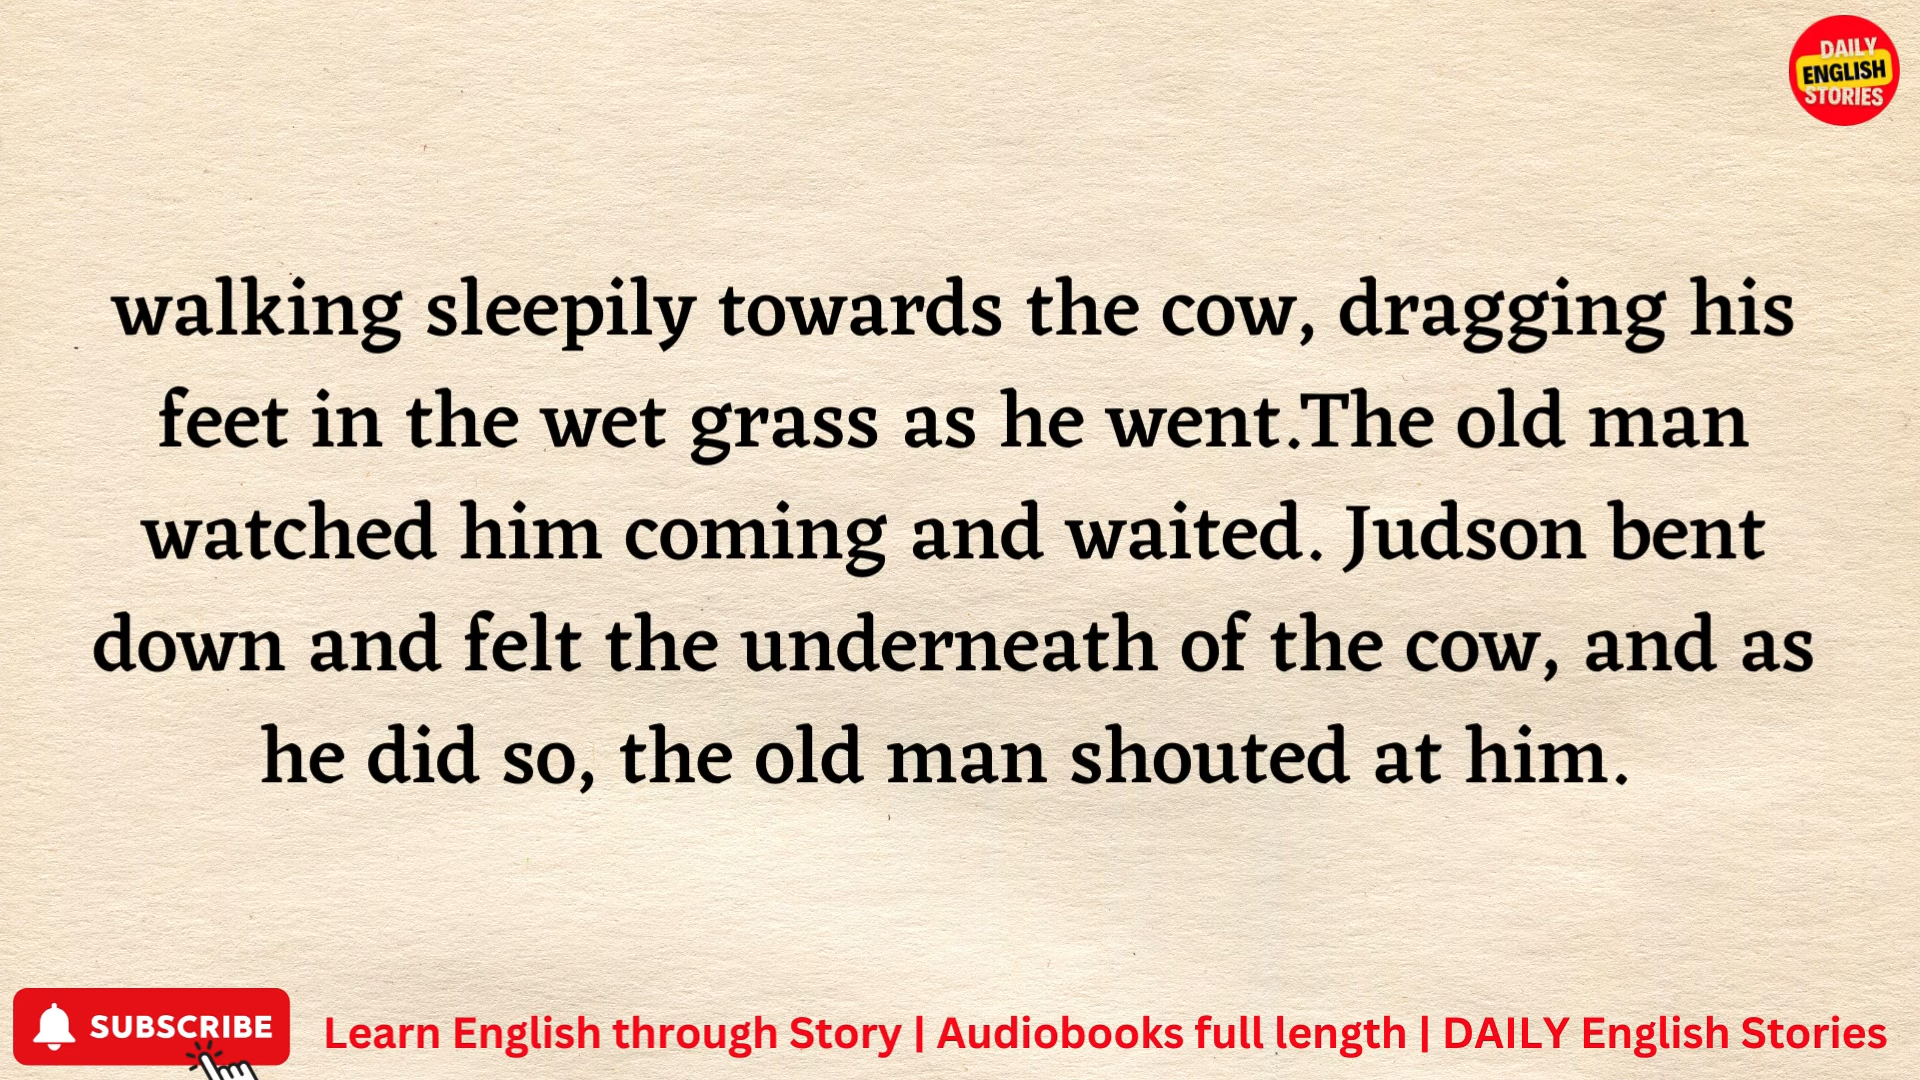 DAILY
ENGLISH
STORIES
walking sleepily towards the cow, dragging his
feet in the wet grass as he went.The old man
watched him coming and waited. Judson bent
down and felt the underneath of the cow, and as
he did so, the old man shouted at him.
SUBSCRIBE
Learn English through Story | Audiobooks full length | DAILY English Stories